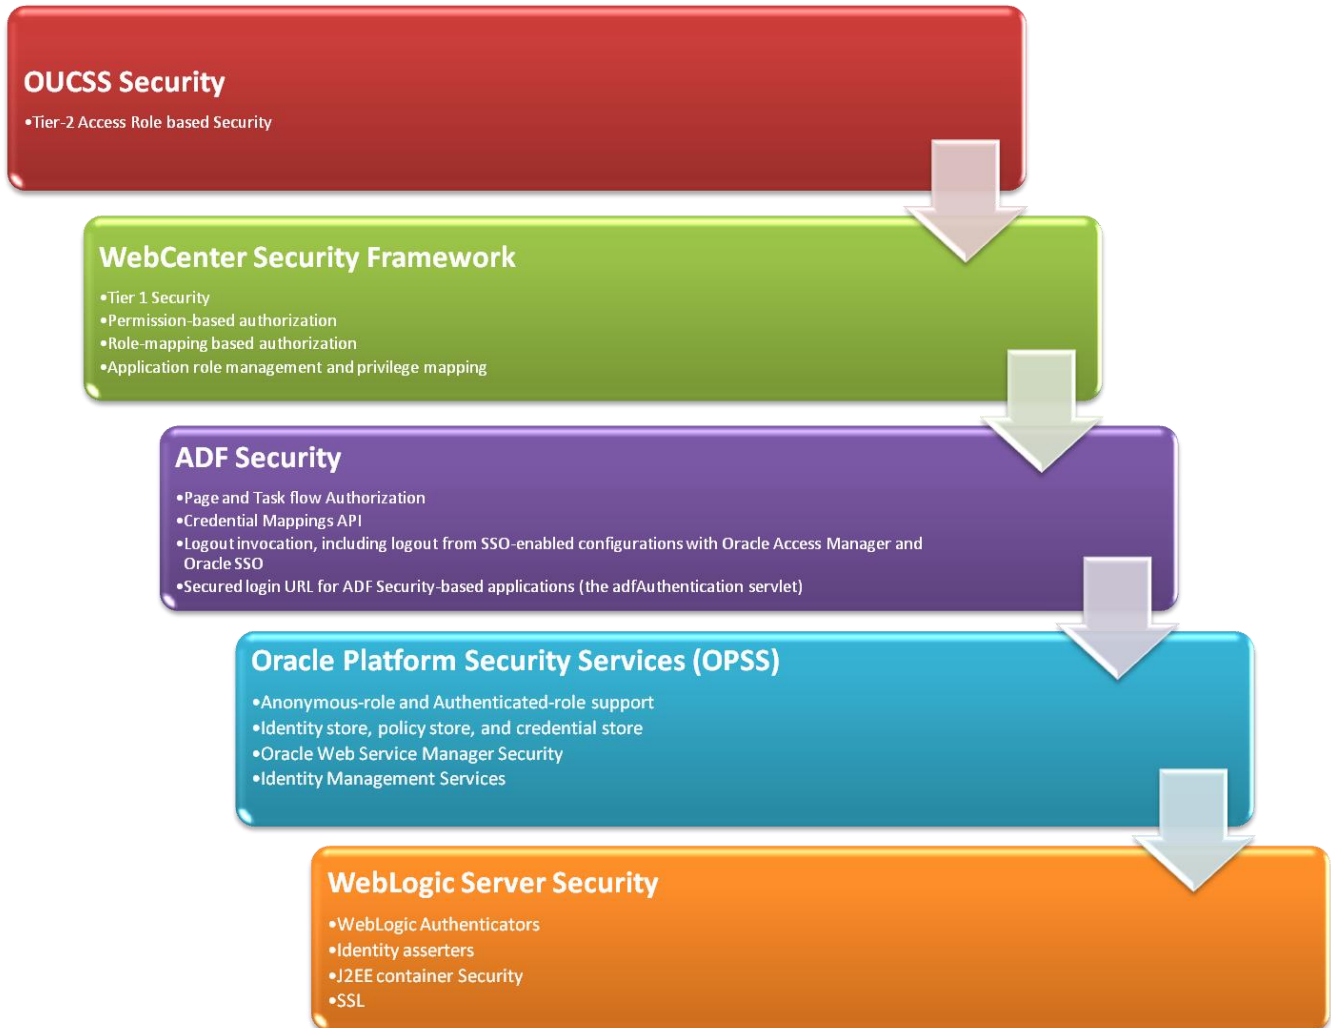 OUCSS Security
•Tier-2 Access Role based Security
WebCenter Security Framework
•Tier 1 Security
•Permission-based authorization
•Role-mapping based authorization
•Application role management and privilege mapping
ADF Security
•Page and Task flow Authorization
•Credential Mappings API
•Logout invocation, including logout from SSO-enabled configurations with Oracle Access Manager and
Oracle SSO
•Secured login URL for ADF Security-based applications (the adfAuthentication servlet)
Oracle Platform Security Services (OPSS)
•Anonymous-role and Authenticated-role support
•Identity store, policy store, and credential store
•Oracle Web Service Manager Security
•Identity Management Services
WebLogic Server Security
•WebLogic Authenticators
•Identity asserters
•J2EE container Security
•SSL